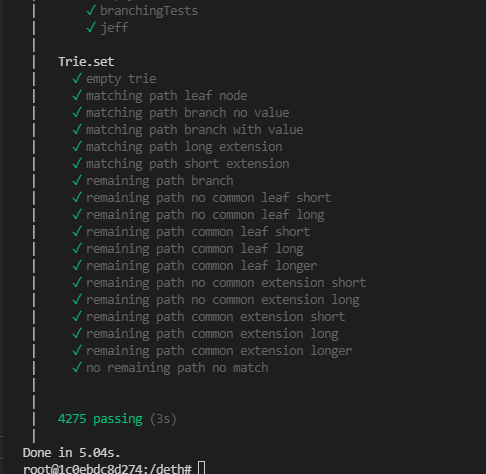 ✓ branchingTests
✓ jeff
Trie.set
✓ empty trie
✓ matching path leaf node
✓ matching path branch no value
✓ matching path branch with value
✓ matching path long extension
✓ matching path short extension
✓ remaining path branch
✓ remaining path no common leaf short
✓ remaining path no common leaf long
✓ remaining path common leaf short
✓ remaining path common leaf long
✓ remaining path common leaf longer
✓ remaining path no common extension short
✓ remaining path no common extension long
✓ remaining path common extension short
✓ remaining path common extension long
✓ remaining path common extension longer
✓ no remaining path no match
4275 passing (3s)
Done in 5.04s.
root@1c0ebdc8d274:/deth#